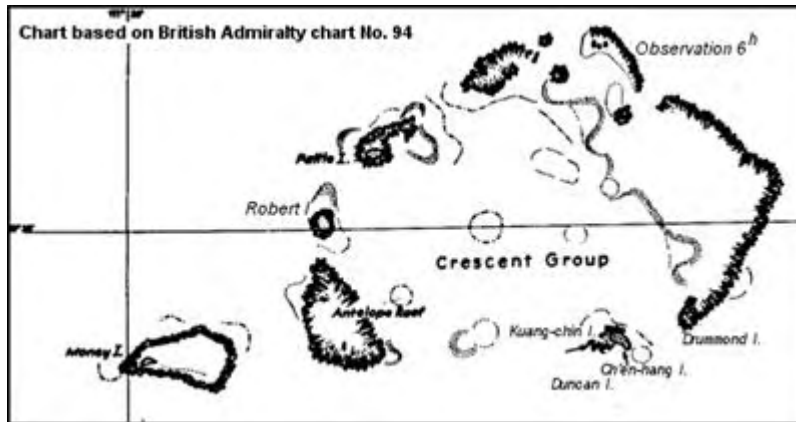 Chart based on British Admiralty chart No. 94
Observation 6h
Pattle I.
Robert I
Crescent Group
Antelope Reef
Money I.
Kuang-chin I.
Drummond I.
Ch'en-hang I.
Duncan I.